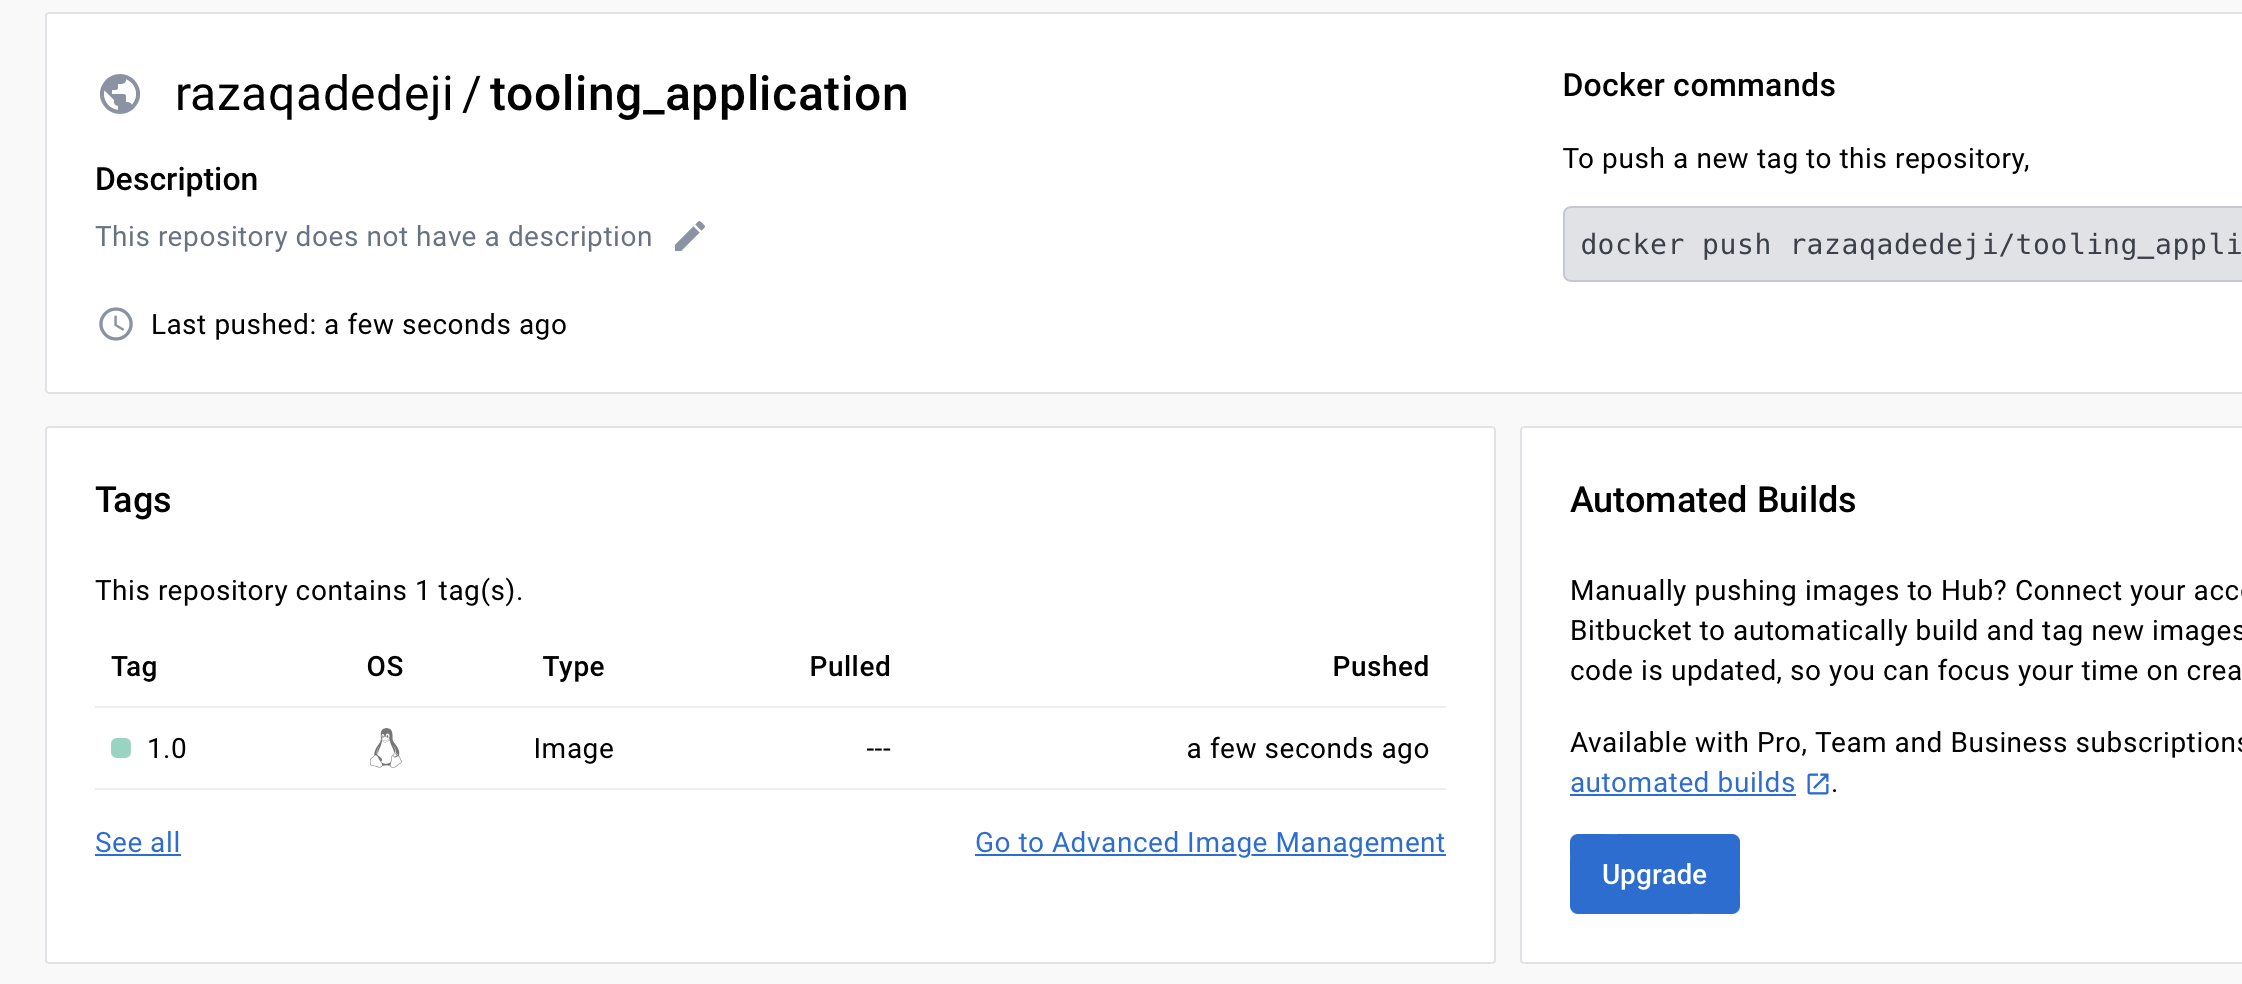 razaqadedeji / tooling_application
Description
This repository does not have a description
Last pushed: a few seconds ago
Docker commands
To push a new tag to this repository,
docker push razaqadedeji/tooling_appli
Tags
This repository contains 1 tag(s).
Tag OS Type Pulled Pushed
1.0 Image --- a few seconds ago
See all Go to Advanced Image Management
Automated Builds
Manually pushing images to Hub? Connect your acc
Bitbucket to automatically build and tag new images
code is updated, so you can focus your time on crea
Available with Pro, Team and Business subscriptions
automated builds .
Upgrade